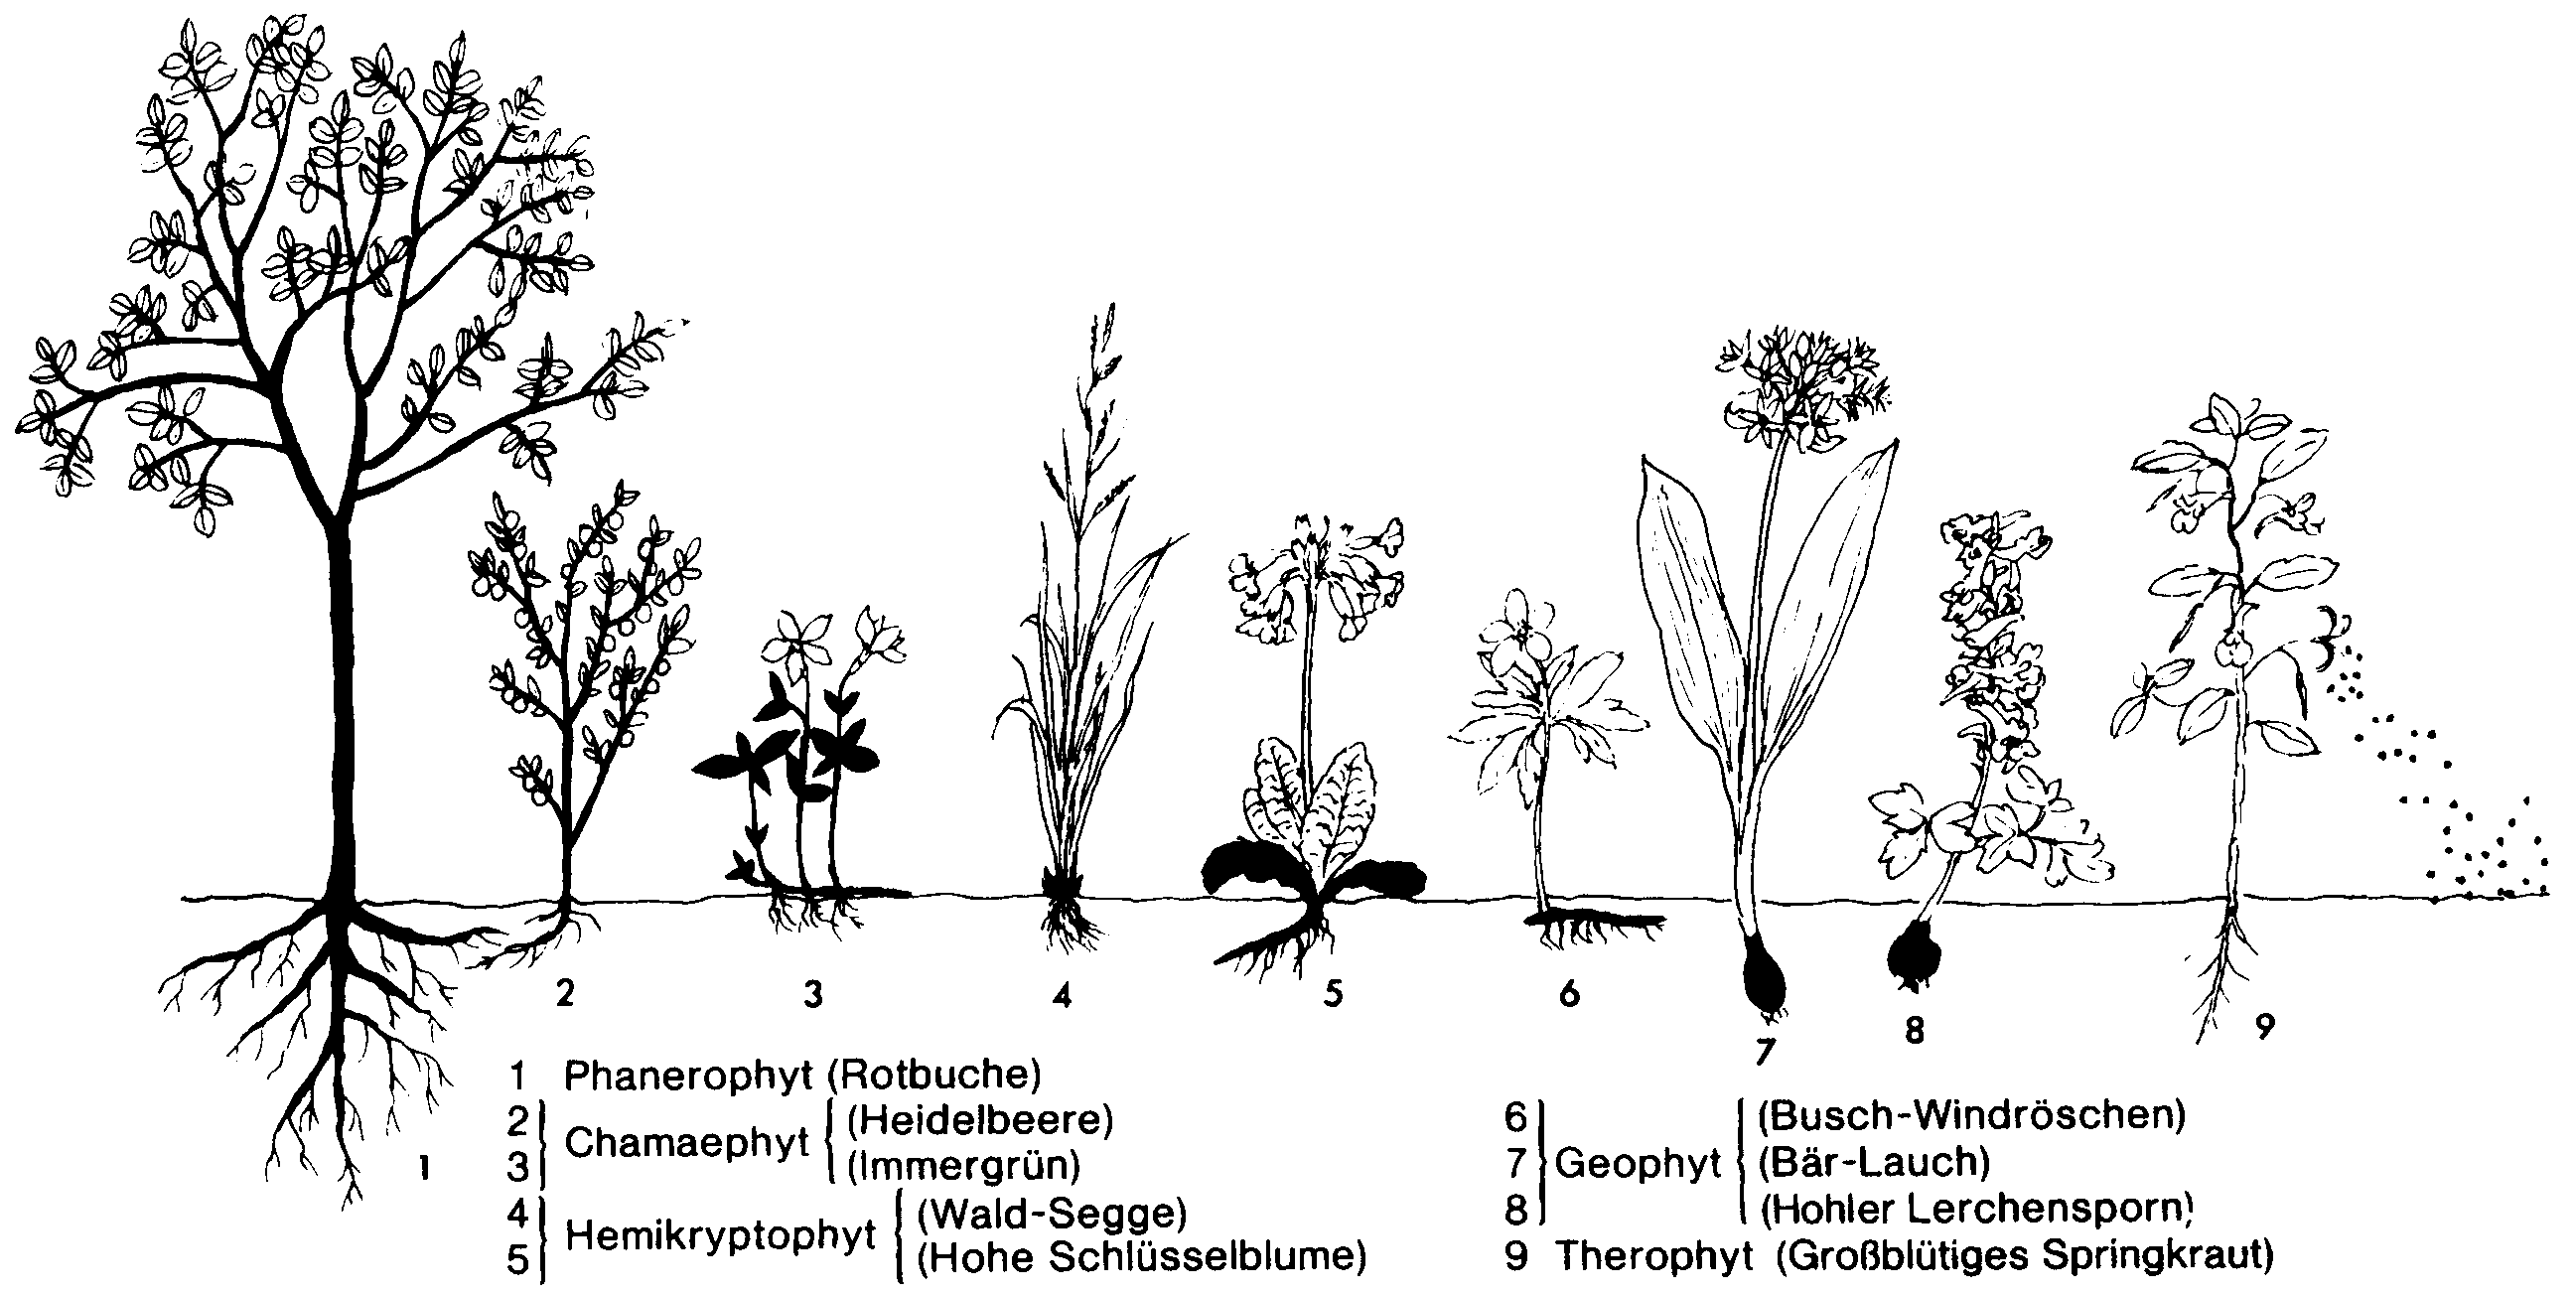 2
3
4
5
6
7
8
9
1
1 Phanerophyt (Rotbuche)
2 (Heidelbeere)
Chamaephyt
3 (Immergrün)
4 (Wald-Segge)
Hemikryptophyt
5 (Hohe Schlüsselblume)
6 (Busch-Windröschen)
7 Geophyt (Bär-Lauch)
8 (Hohler Lerchensporn)
9 Therophyt (Großblütiges Springkraut)